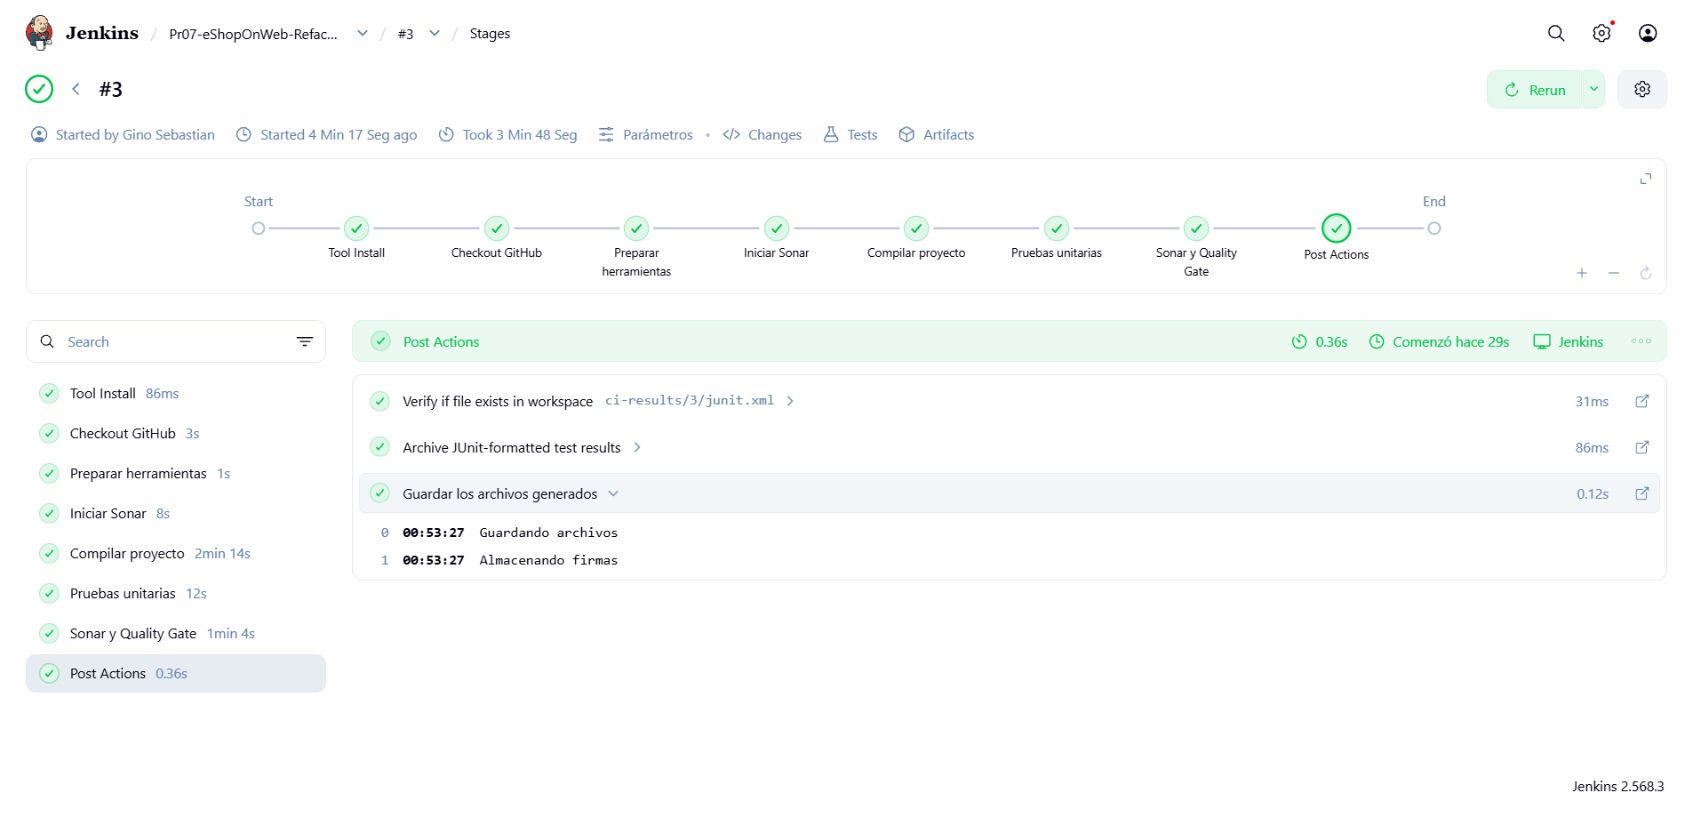 Jenkins / Pr07-eShopOnWeb-Refac... / #3 / Stages
#3
Rerun
Started by Gino Sebastian Started 4 Min 17 Seg ago Took 3 Min 48 Seg Parámetros • Changes Tests Artifacts
Start
End
Tool Install
Checkout GitHub
Preparar
herramientas
Iniciar Sonar
Compilar proyecto
Pruebas unitarias
Sonar y Quality
Gate
Post Actions
Search
Tool Install 86ms
Checkout GitHub 3s
Preparar herramientas 1s
Iniciar Sonar 8s
Compilar proyecto 2min 14s
Pruebas unitarias 12s
Sonar y Quality Gate 1min 4s
Post Actions 0.36s
Post Actions 0.36s Comenzó hace 29s Jenkins
Verify if file exists in workspace ci-results/3/junit.xml 31ms
Archive JUnit-formatted test results 86ms
Guardar los archivos generados 0.12s
0 00:53:27 Guardando archivos
1 00:53:27 Almacenando firmas
Jenkins 2.568.3